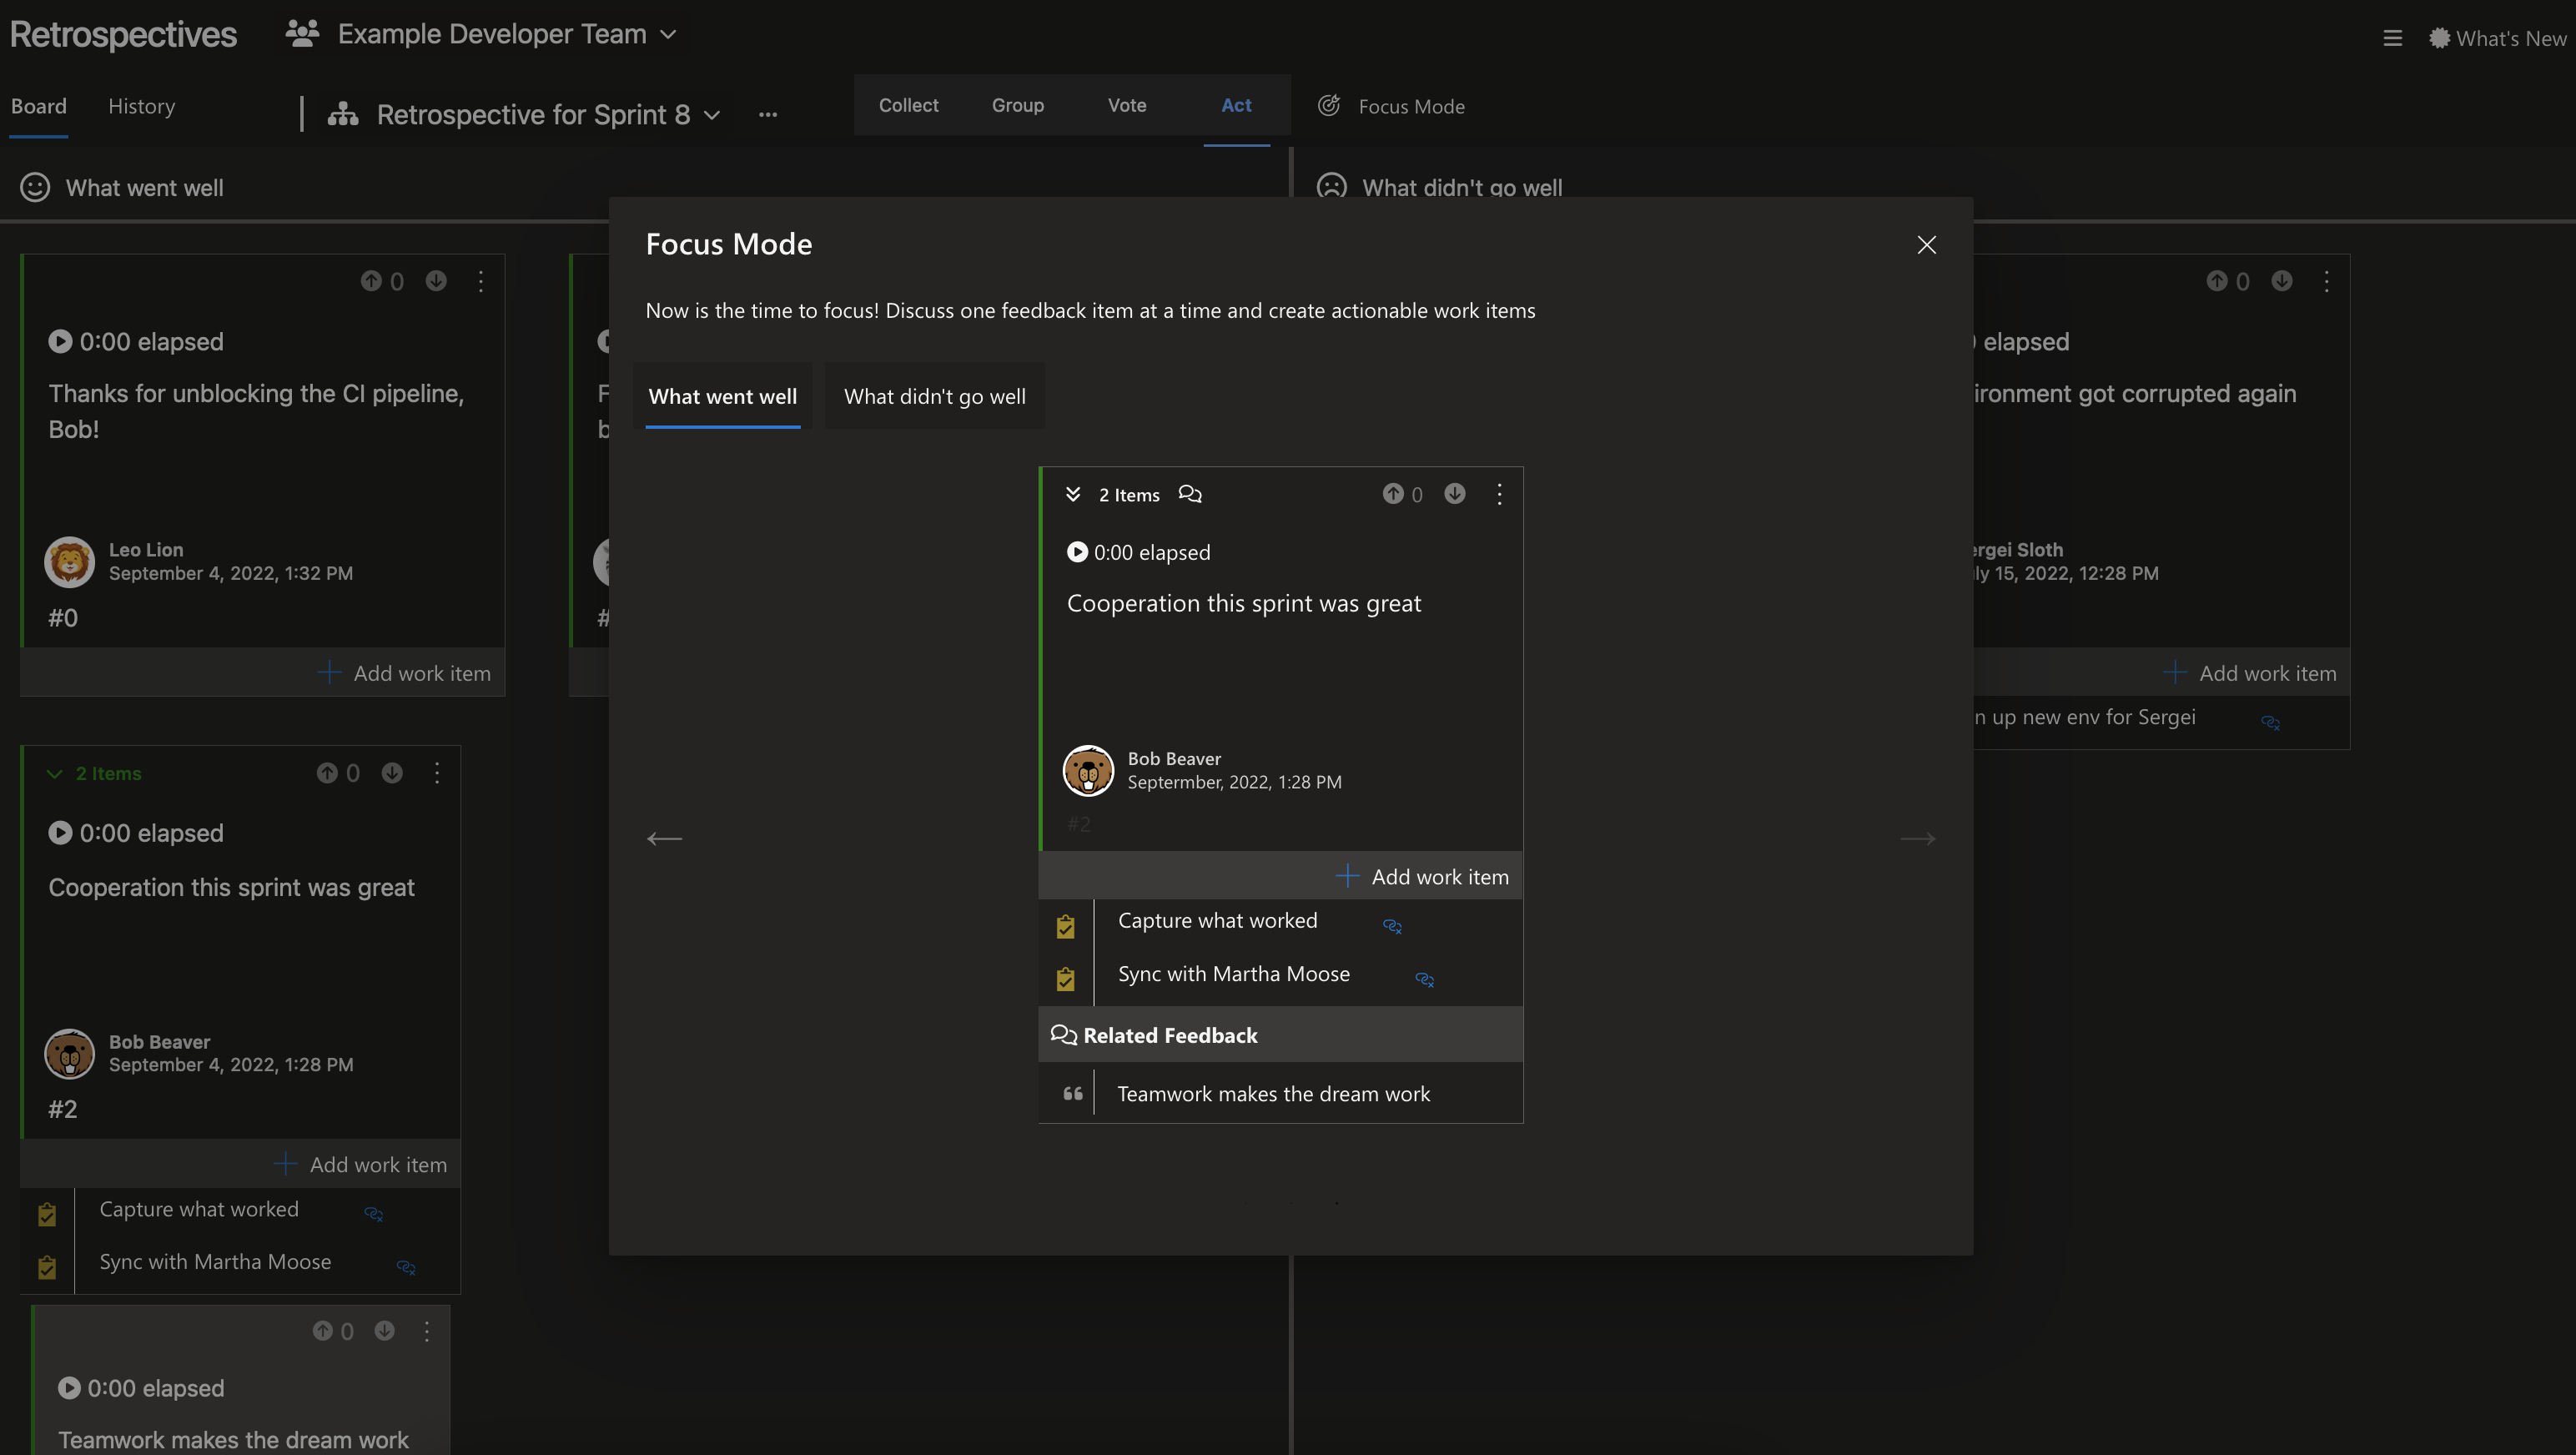 Retrospectives
Example Developer Team
What's New
Board
History
Retrospective for Sprint 8
Collect
Group
Vote
Act
Focus Mode
What went well
What didn't go well
0
0:00 elapsed
Thanks for unblocking the CI pipeline,
Bob!
Leo Lion
September 4, 2022, 1:32 PM
#0
Add work item
2 Items
0
0:00 elapsed
Cooperation this sprint was great
Bob Beaver
September 4, 2022, 1:28 PM
#2
Add work item
Capture what worked
Sync with Martha Moose
0
0:00 elapsed
Teamwork makes the dream work
Focus Mode
Now is the time to focus! Discuss one feedback item at a time and create actionable work items
What went well
What didn't go well
2 Items
0
0:00 elapsed
Cooperation this sprint was great
Bob Beaver
Septermber, 2022, 1:28 PM
#2
Add work item
Capture what worked
Sync with Martha Moose
Related Feedback
Teamwork makes the dream work
0
elapsed
got corrupted again
Sloth
15, 2022, 12:28 PM
Add work item
up new env for Sergei